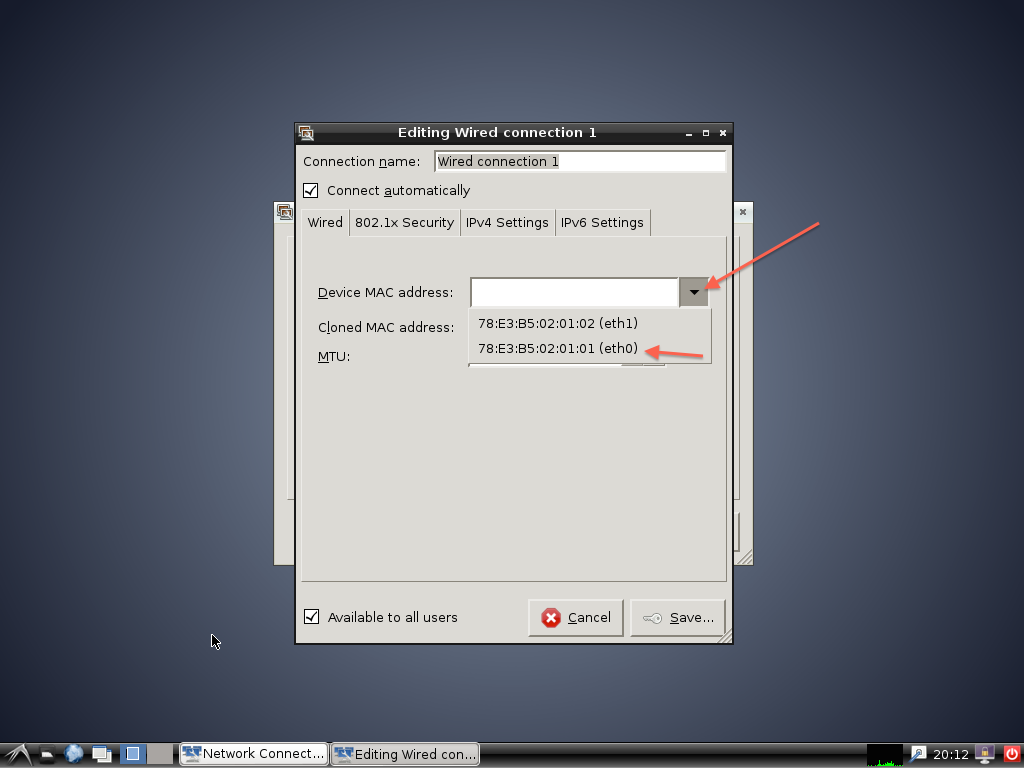 Editing Wired connection 1
Connection name: Wired connection 1
Connect automatically
Wired 802.1x Security IPv4 Settings IPv6 Settings
Device MAC address:
78:E3:B5:02:01:02 (eth1)
Cloned MAC address:
78:E3:B5:02:01:01 (eth0)
MTU:
Available to all users Cancel Save...
Network Connect... Editing Wired con... 20:12